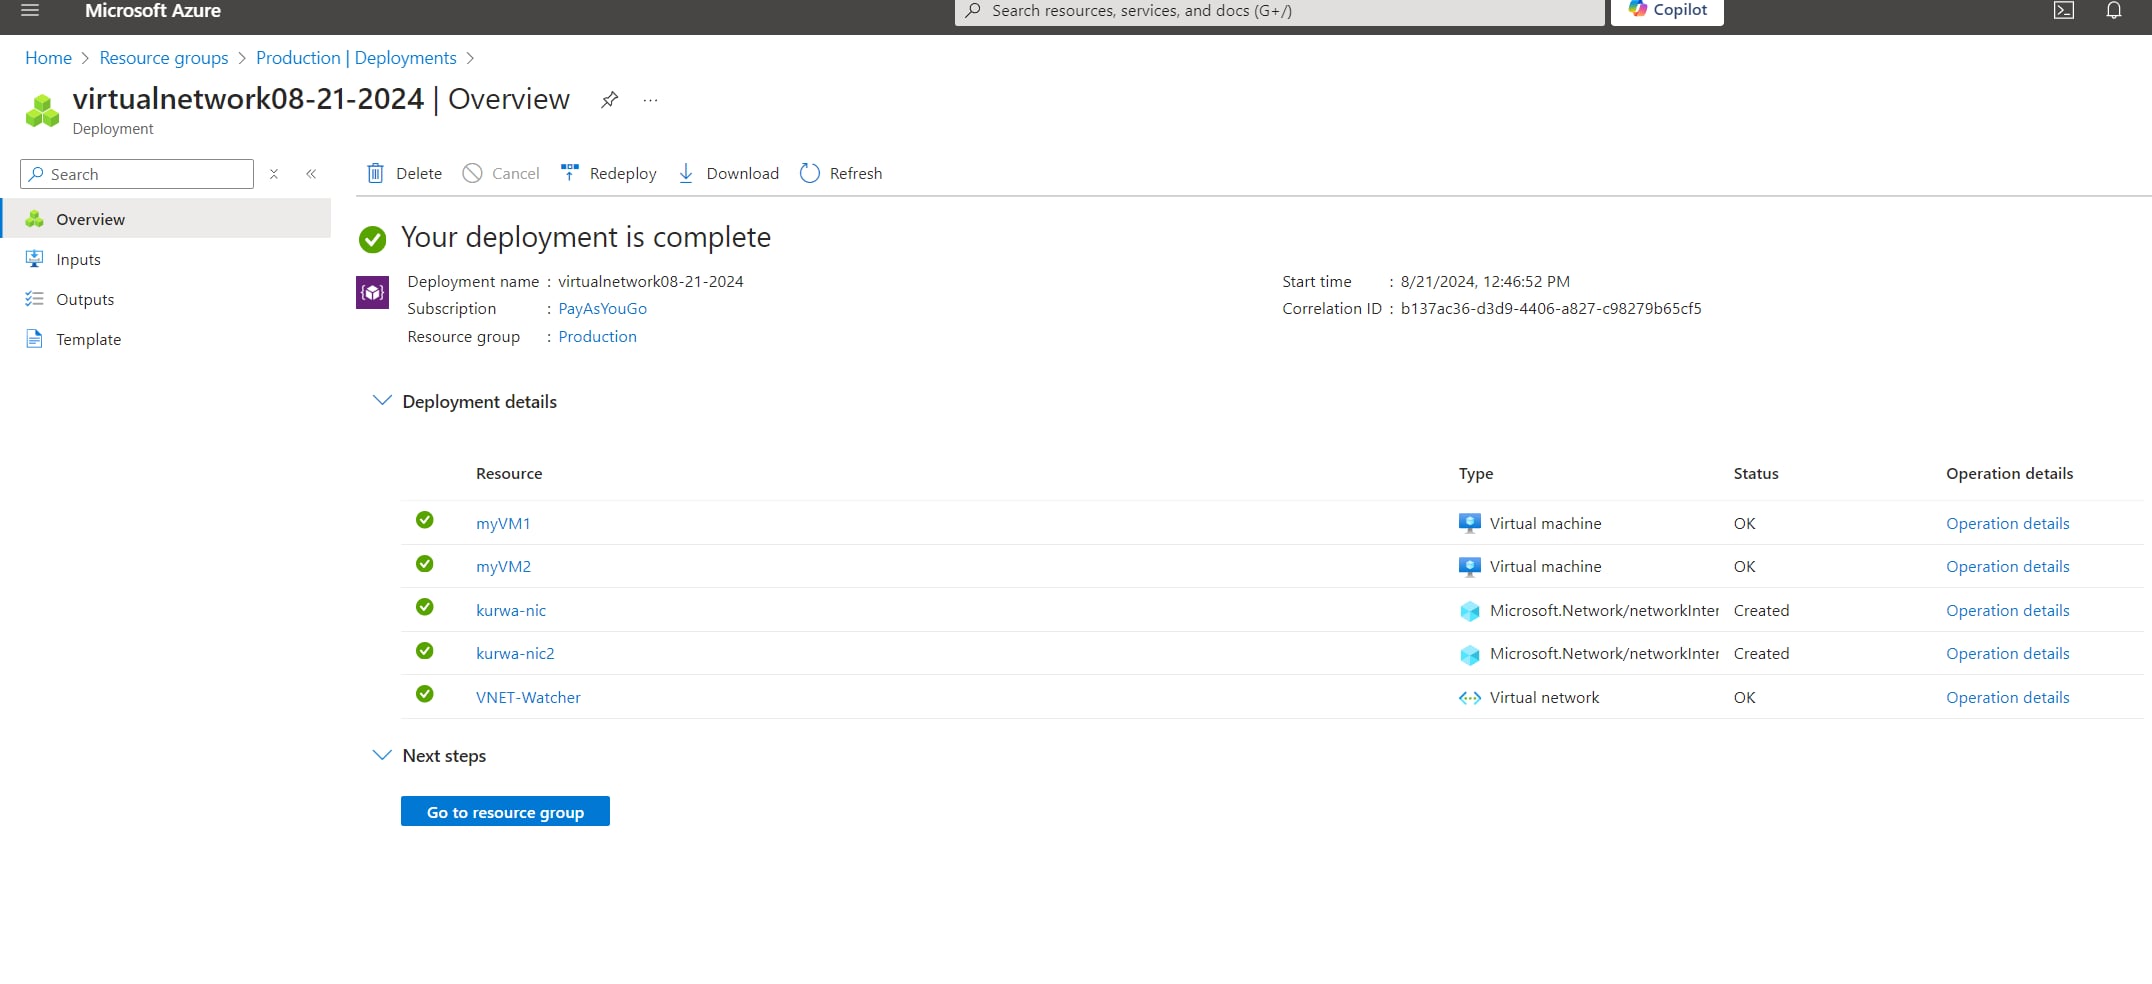 Microsoft Azure
Search resources, services, and docs (G+/)
Copilot
Home > Resource groups > Production | Deployments >
virtualnetwork08-21-2024 | Overview
Deployment
Search
Delete Cancel Redeploy Download Refresh
Overview
Inputs
Outputs
Template
Your deployment is complete
Deployment name : virtualnetwork08-21-2024
Subscription : PayAsYouGo
Resource group : Production
Start time : 8/21/2024, 12:46:52 PM
Correlation ID : b137ac36-d3d9-4406-a827-c98279b65cf5
Deployment details
Resource Type Status Operation details
myVM1 Virtual machine OK Operation details
myVM2 Virtual machine OK Operation details
kurwa-nic Microsoft.Network/networkInter Created Operation details
kurwa-nic2 Microsoft.Network/networkInter Created Operation details
VNET-Watcher Virtual network OK Operation details
Next steps
Go to resource group